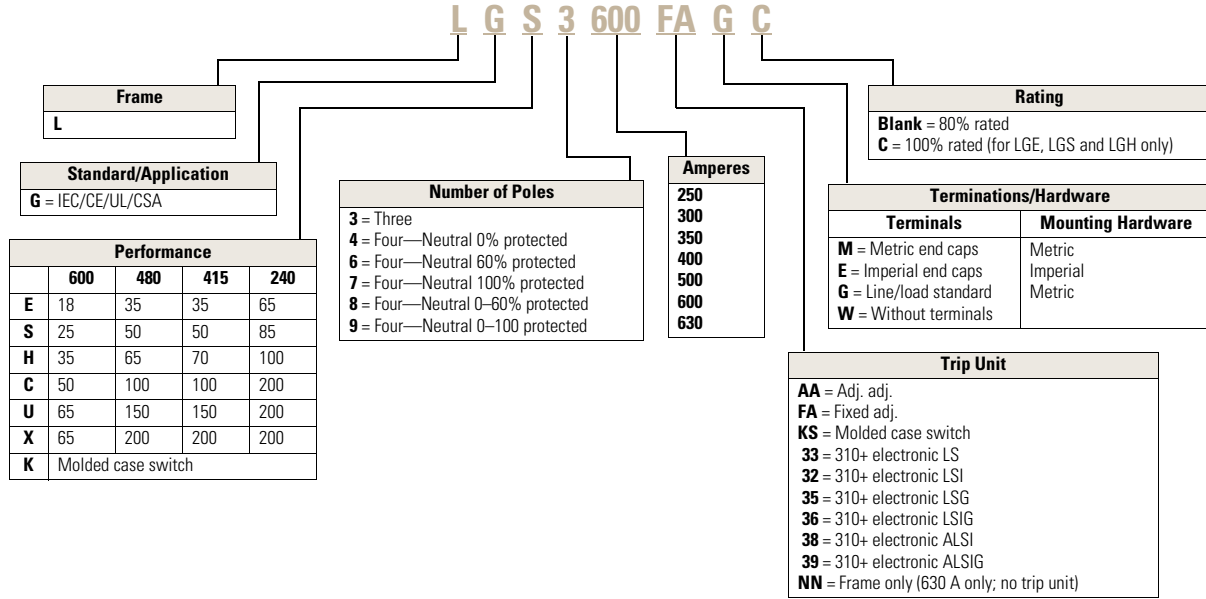 L G S 3 600 FA G C
Frame
L
Standard/Application
G = IEC/CE/UL/CSA
Performance
600 480 415 240
E 18 35 35 65
S 25 50 50 85
H 35 65 70 100
C 50 100 100 200
U 65 150 150 200
X 65 200 200 200
K Molded case switch
Number of Poles
3 = Three
4 = Four—Neutral 0% protected
6 = Four—Neutral 60% protected
7 = Four—Neutral 100% protected
8 = Four—Neutral 0–60% protected
9 = Four—Neutral 0–100 protected
Amperes
250
300
350
400
500
600
630
Rating
Blank = 80% rated
C = 100% rated (for LGE, LGS and LGH only)
Terminations/Hardware
Terminals Mounting Hardware
M = Metric end caps Metric
E = Imperial end caps Imperial
G = Line/load standard Metric
W = Without terminals
Trip Unit
AA = Adj. adj.
FA = Fixed adj.
KS = Molded case switch
33 = 310+ electronic LS
32 = 310+ electronic LSI
35 = 310+ electronic LSG
36 = 310+ electronic LSIG
38 = 310+ electronic ALSI
39 = 310+ electronic ALSIG
NN = Frame only (630 A only; no trip unit)